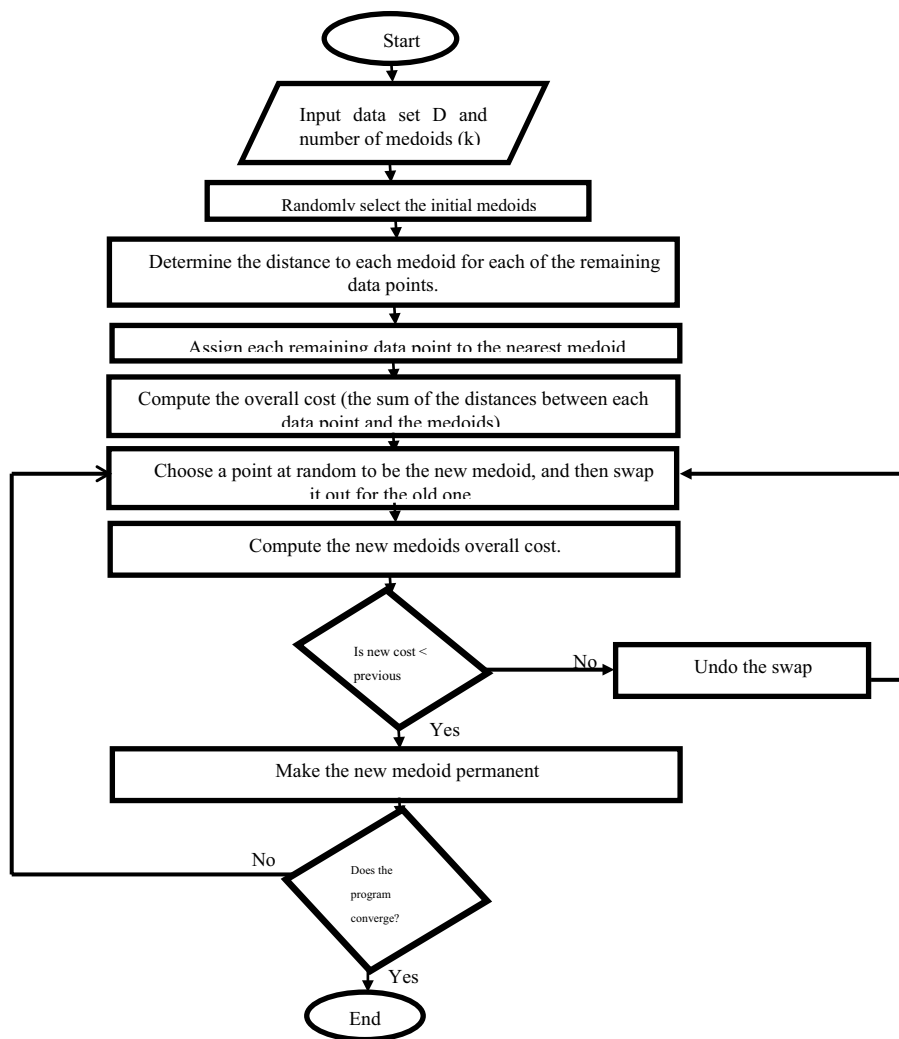 Start
Input data set D and
number of medoids (k)
Randomly select the initial medoids
Determine the distance to each medoid for each of the remaining
data points.
Assign each remaining data point to the nearest medoid
Compute the overall cost (the sum of the distances between each
data point and the medoids)
Choose a point at random to be the new medoid, and then swap
it out for the old one
Compute the new medoids overall cost.
Is new cost <
previous
No
Undo the swap
Yes
Make the new medoid permanent
No
Does the
program
converge?
Yes
End